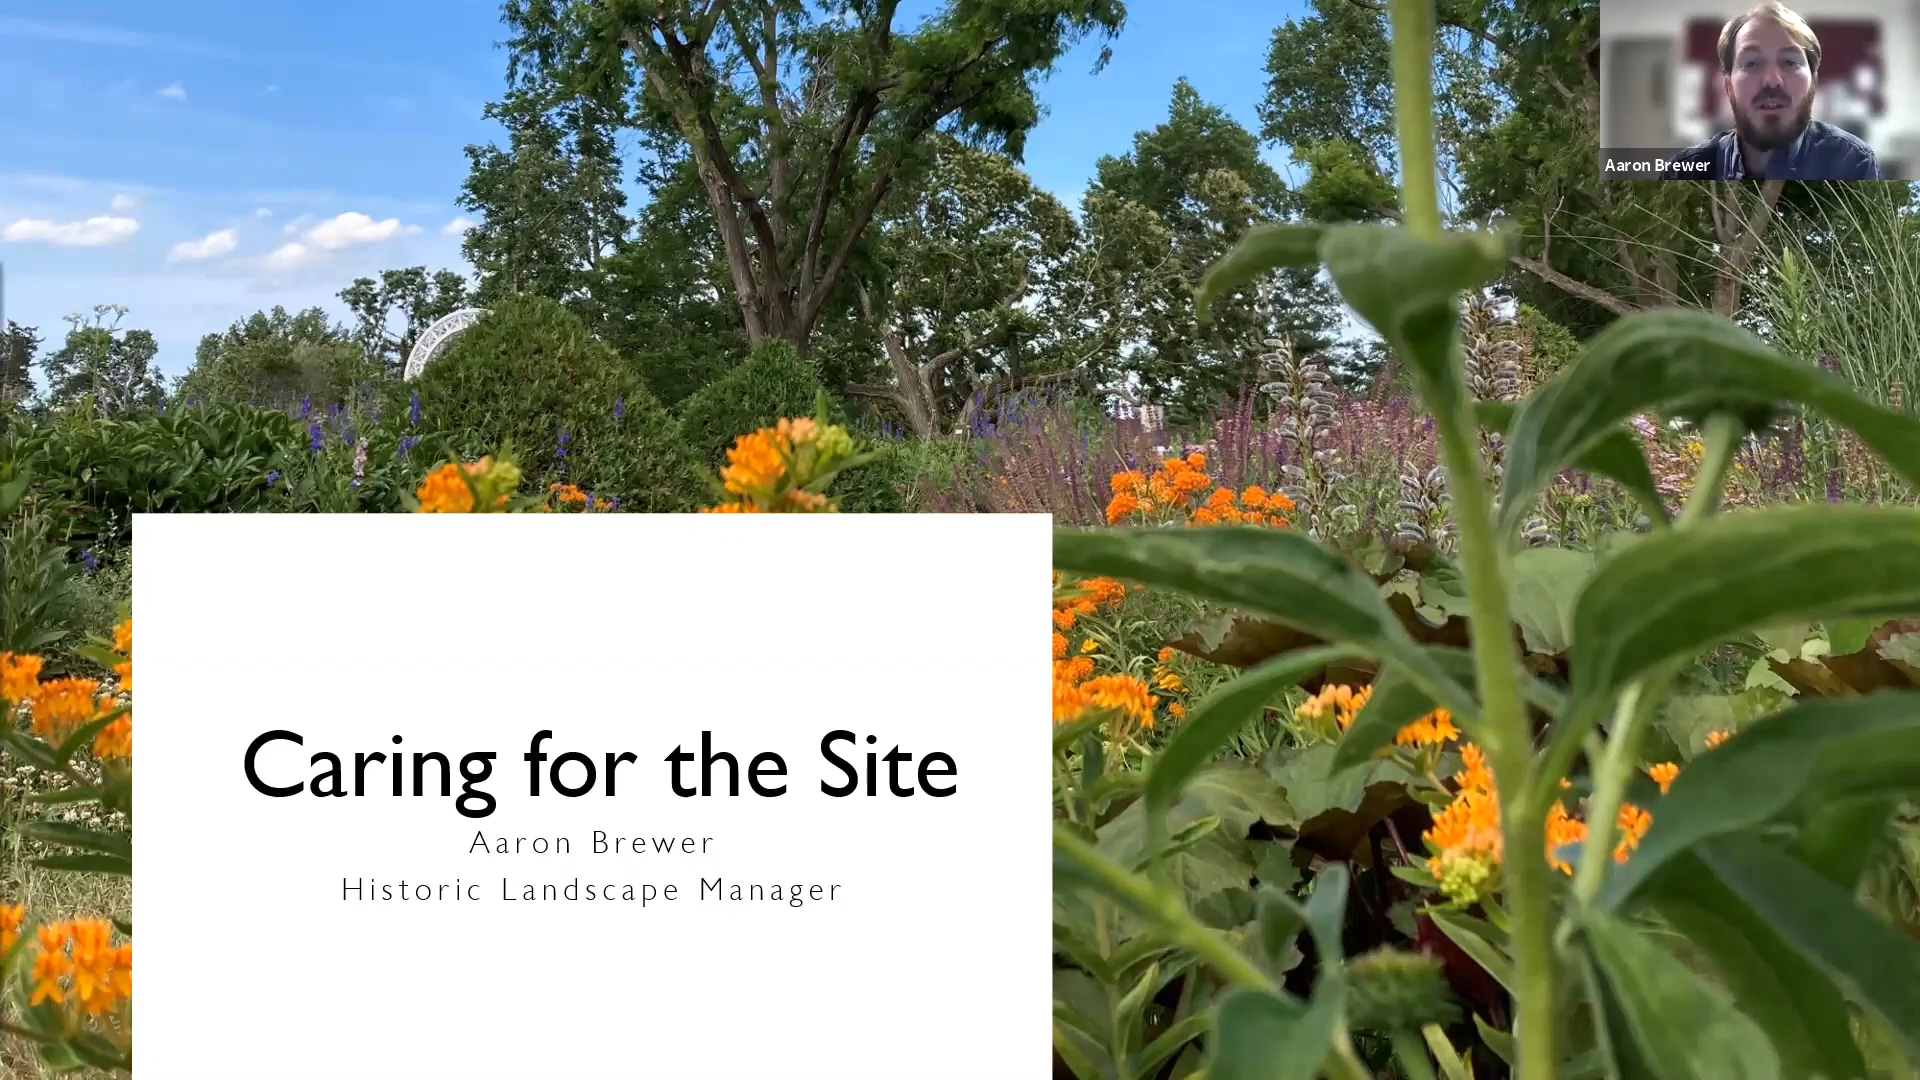 Aaron Brewer
Caring for the Site
Aaron Brewer
Historic Landscape Manager